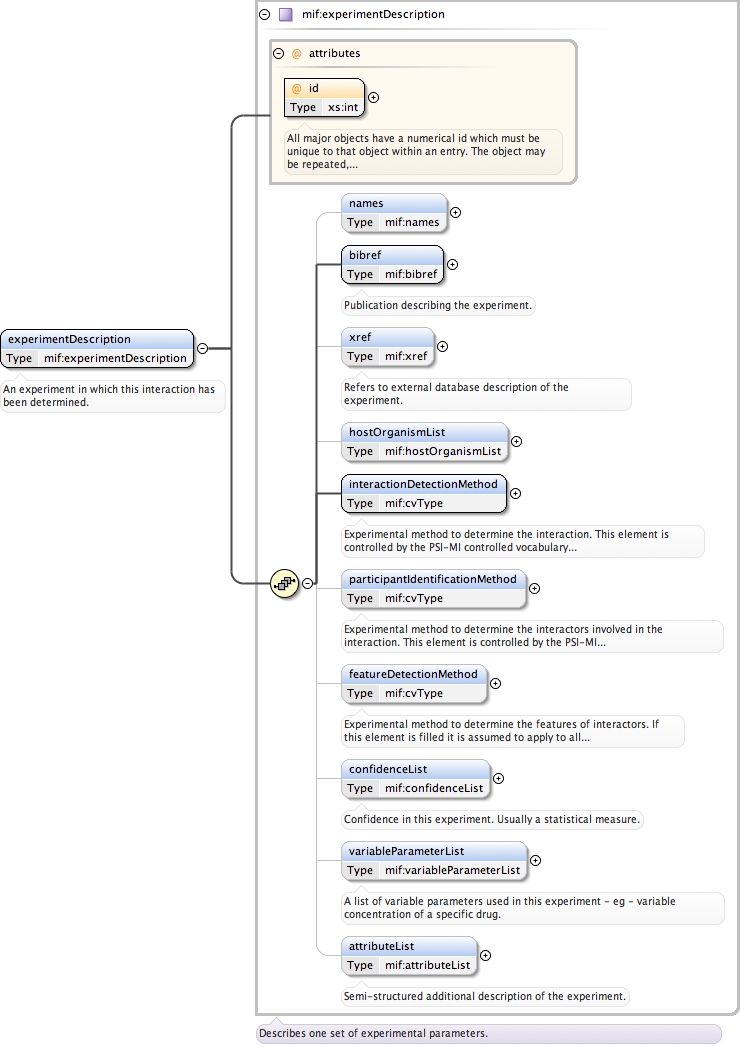 mif:experimentDescription
@ attributes
@ id
Type xs:int
All major objects have a numerical id which must be
unique to that object within an entry. The object may
be repeated,...
names
Type mif:names
bibref
Type mif:bibref
Publication describing the experiment.
experimentDescription
Type mif:experimentDescription
An experiment in which this interaction has
been determined.
xref
Type mif:xref
Refers to external database description of the
experiment.
hostOrganismList
Type mif:hostOrganismList
interactionDetectionMethod
Type mif:cvType
Experimental method to determine the interaction. This element is
controlled by the PSI-MI controlled vocabulary...
participantIdentificationMethod
Type mif:cvType
Experimental method to determine the interactors involved in the
interaction. This element is controlled by the PSI-MI...
featureDetectionMethod
Type mif:cvType
Experimental method to determine the features of interactors. If
this element is filled it is assumed to apply to all...
confidenceList
Type mif:confidenceList
Confidence in this experiment. Usually a statistical measure.
variableParameterList
Type mif:variableParameterList
A list of variable parameters used in this experiment - eg - variable
concentration of a specific drug.
attributeList
Type mif:attributeList
Semi-structured additional description of the experiment.
Describes one set of experimental parameters.